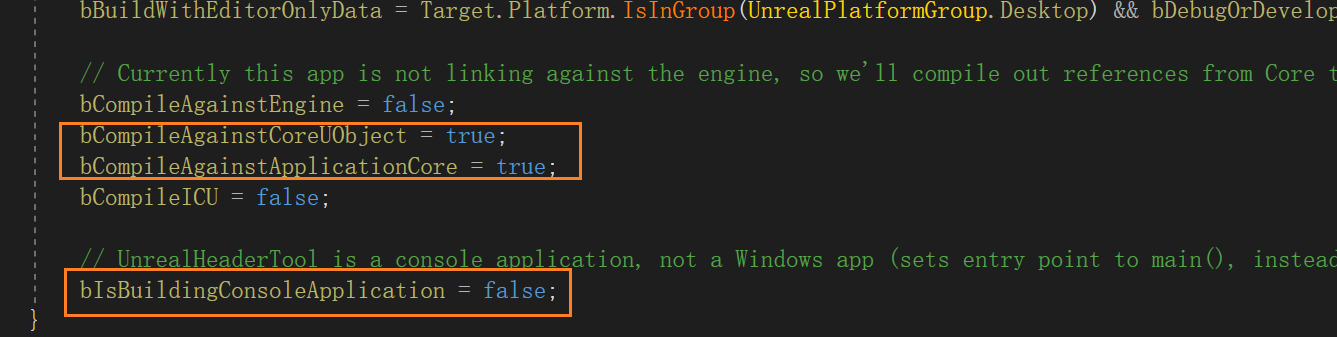 bBuildWithEditorOnlyData = Target.Platform.IsInGroup(UnrealPlatformGroup.Desktop) && bDebugOrDevelop
// Currently this app is not linking against the engine, so we'll compile out references from Core t
bCompileAgainstEngine = false;
bCompileAgainstCoreUObject = true;
bCompileAgainstApplicationCore = true;
bCompileICU = false;
// UnrealHeaderTool is a console application, not a Windows app (sets entry point to main(), instead
bIsBuildingConsoleApplication = false;
}